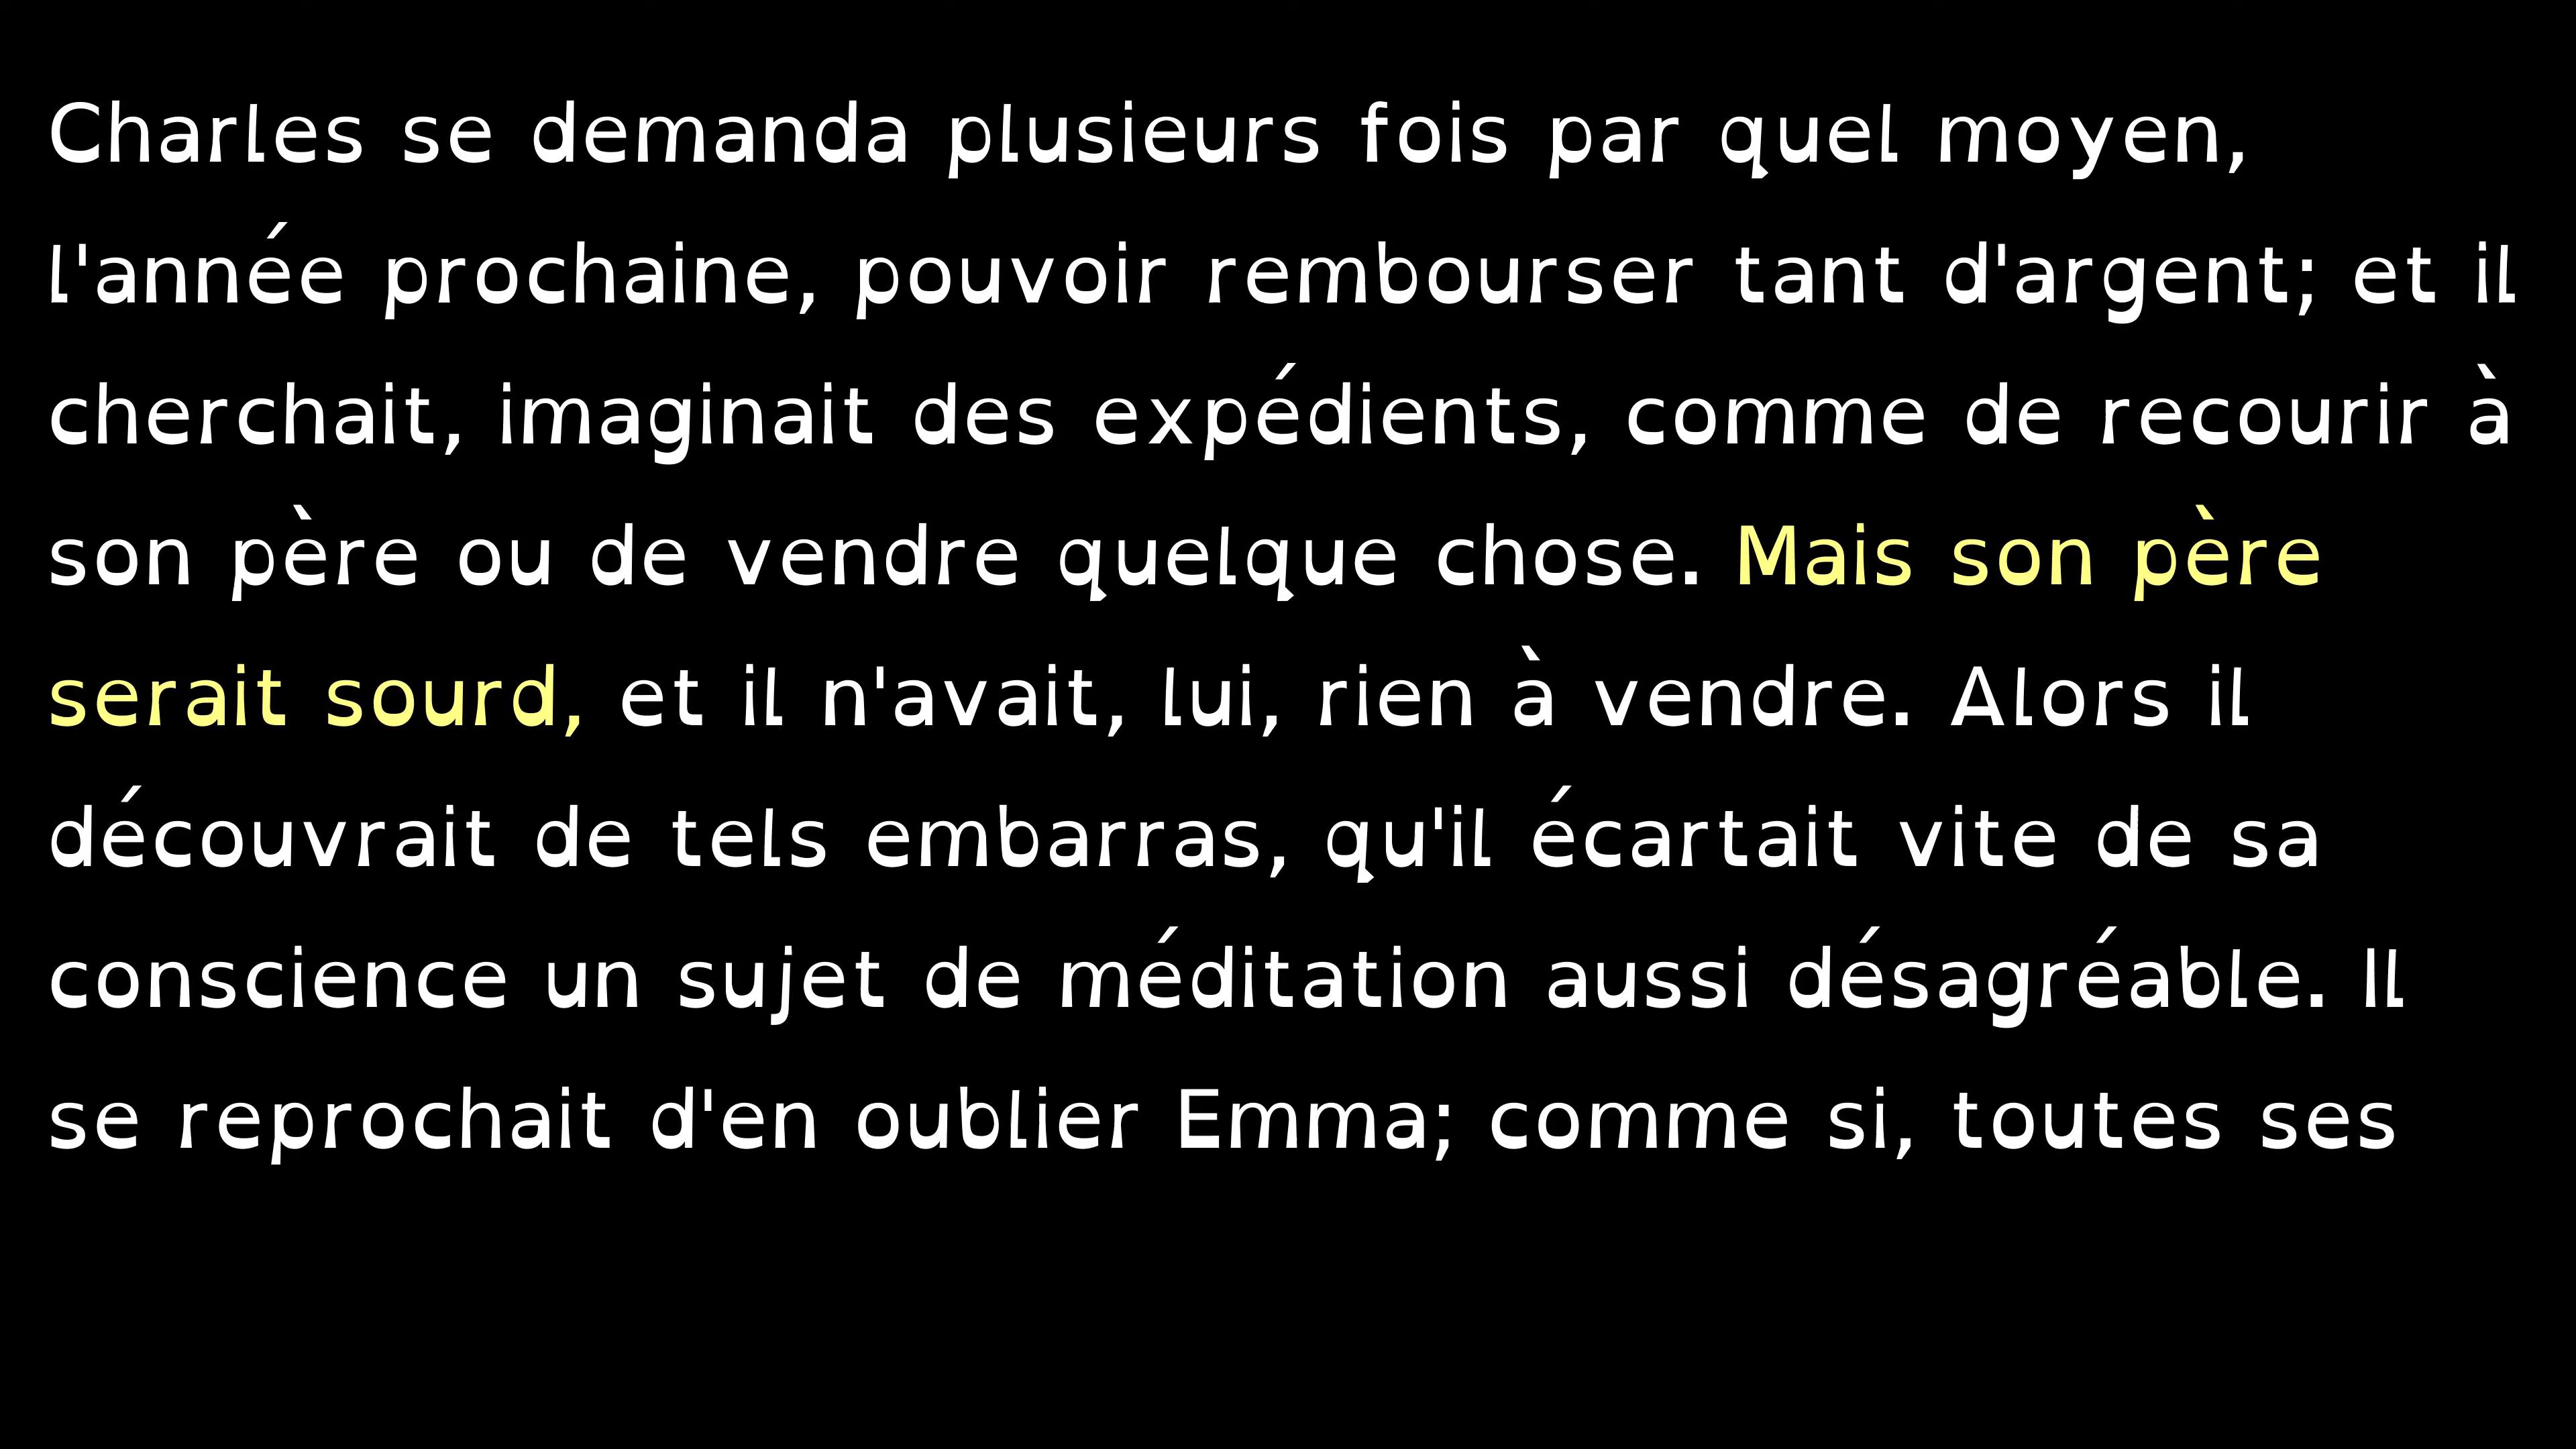 Charles se demanda plusieurs fois par quel moyen,
l'année prochaine, pouvoir rembourser tant d'argent; et il
cherchait, imaginait des expédients, comme de recourir à
son père ou de vendre quelque chose. Mais son père
serait sourd, et il n'avait, lui, rien à vendre. Alors il
découvrait de tels embarras, qu'il écartait vite de sa
conscience un sujet de méditation aussi désagréable. Il
se reprochait d'en oublier Emma; comme si, toutes ses